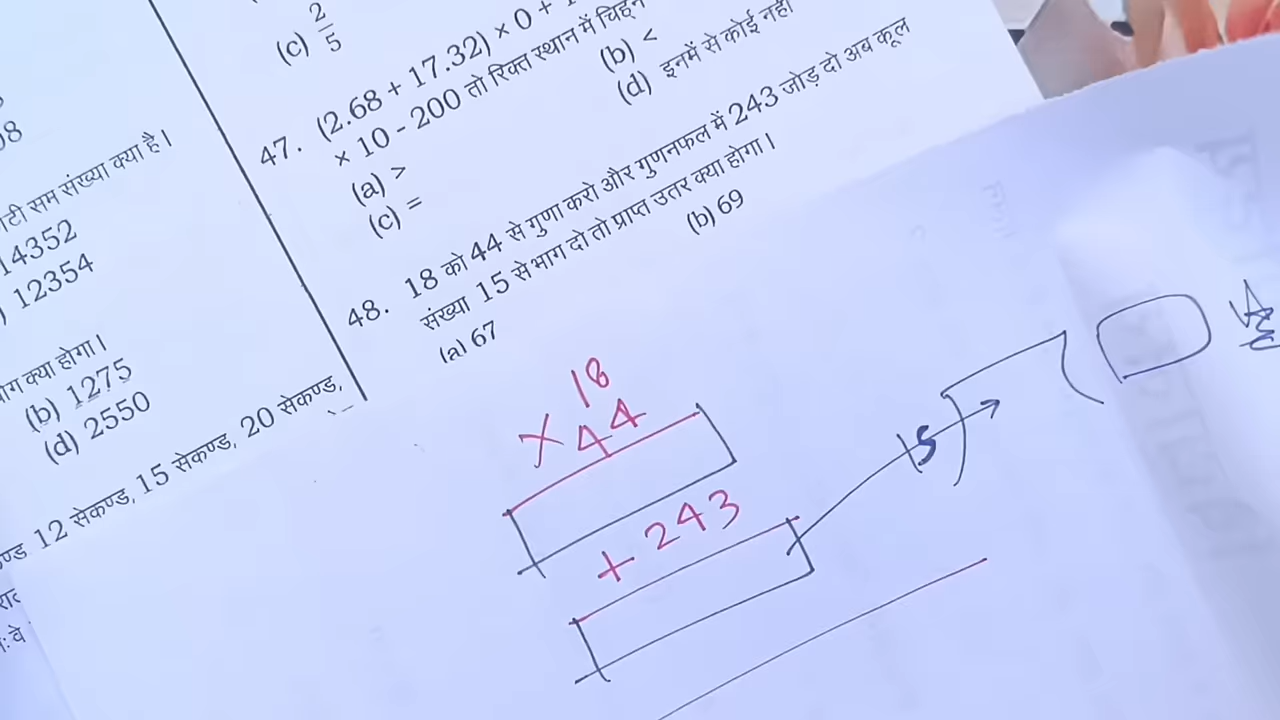 08
टी सम संख्या क्या है।
14352
) 12354
ग क्या होगा।
(b) 1275
(d) 2550
12 सेकण्ड, 15 सेकण्ड, 20 सेकण्ड,
(c) 2/5
47. (2.68 + 17.32) × 0 +
× 10 - 200 तो रिक्त स्थान में चिह्न
(a) > (b) <
(c) = (d) इनमें से कोई नहीं
48. 18 को 44 से गुणा करो और गुणनफल में 243 जोड़ दो अब कूल
संख्या 15 से भाग दो तो प्राप्त उतर क्या होगा।
(a) 67 (b) 69
18
× 44
+ 243
15